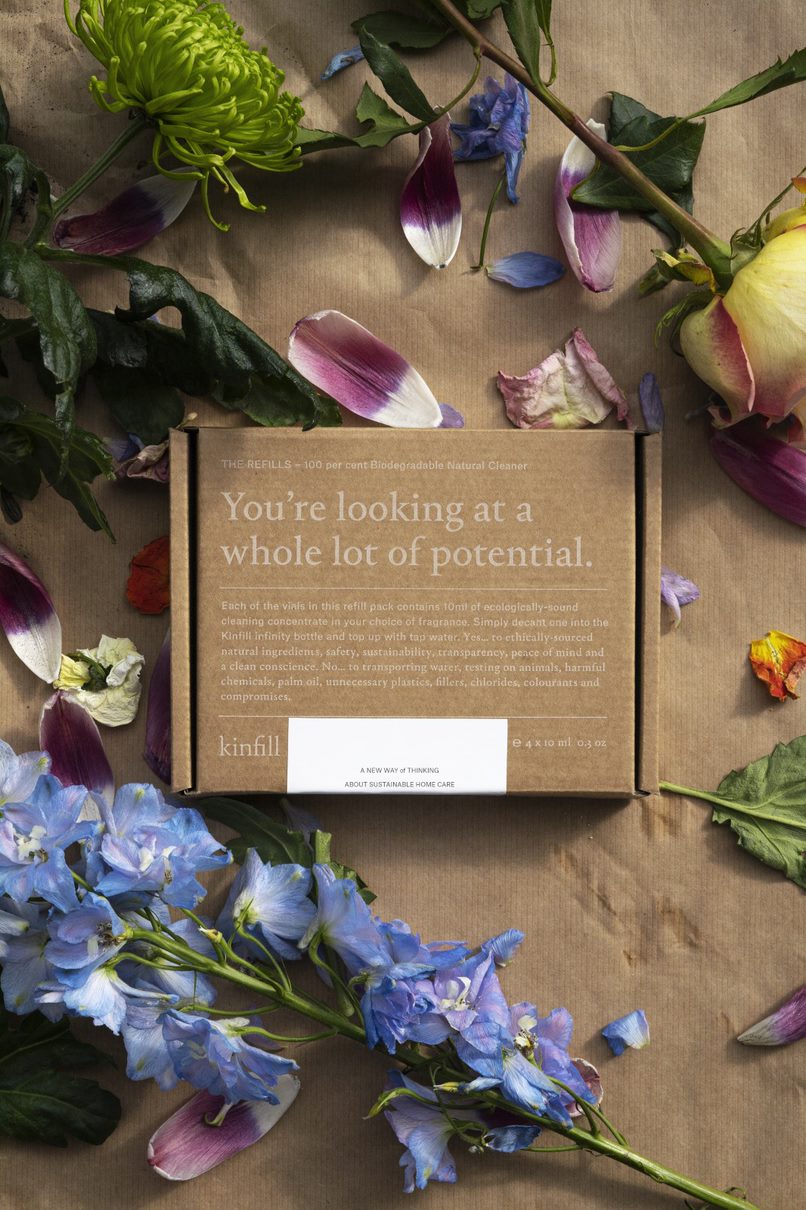 THE REFILLS – 100 per cent Biodegradable Natural Cleaner
You're looking at a
whole lot of potential.
Each of the vials in this refill pack contains 10ml of ecologically-sound
cleaning concentrate in your choice of fragrance. Simply decant one into the
Kinfill infinity bottle and top up with tap water. Yes... to ethically-sourced
natural ingredients, safety, sustainability, transparency, peace of mind and
a clean conscience. No... to transporting water, testing on animals, harmful
chemicals, palm oil, unnecessary plastics, fillers, chlorides, colourants and
compromises.
kinfill
A NEW WAY of THINKING
ABOUT SUSTAINABLE HOME CARE
℮ 4 x 10 ml 0.3 oz